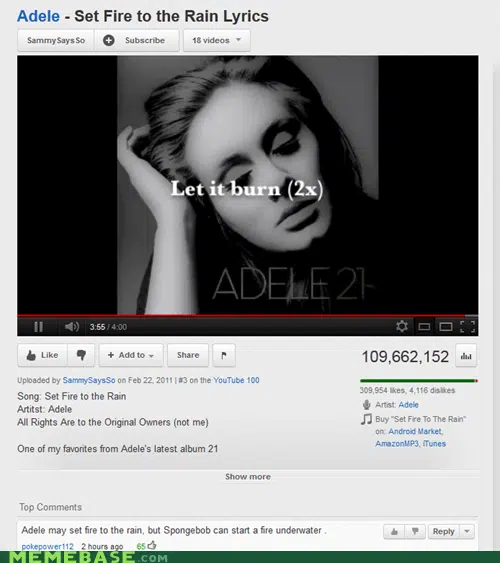 Adele - Set Fire to the Rain Lyrics
SammySaysSo Subscribe 18 videos
Let it burn (2x)
ADELE 21
3:55 / 4:00
Like Add to Share 109,662,152
Uploaded by SammySaysSo on Feb 22, 2011 | #3 on the YouTube 100
309,954 likes, 4,116 dislikes
Song: Set Fire to the Rain
Artitst: Adele
All Rights Are to the Original Owners (not me)
One of my favorites from Adele's latest album 21
Artist: Adele
Buy "Set Fire To The Rain"
on: Android Market,
AmazonMP3, iTunes
Show more
Top Comments
Adele may set fire to the rain, but Spongebob can start a fire underwater .
Reply
pokepower112 2 hours ago 65
MEMEBASE.COM